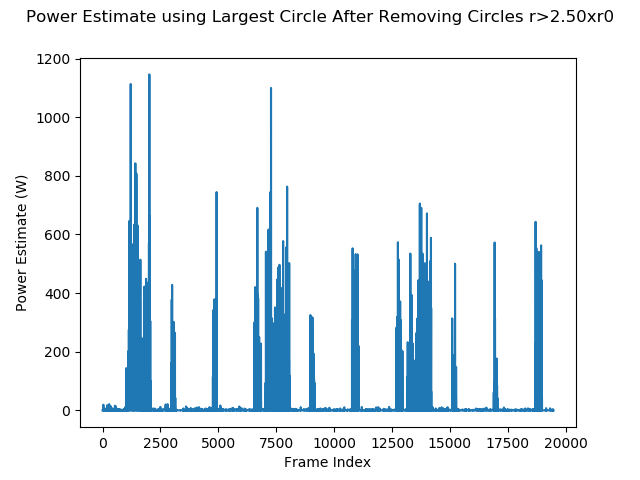 Power Estimate using Largest Circle After Removing Circles r>2.50xr0
1200
1000
800
600
400
200
0
Power Estimate (W)
0 2500 5000 7500 10000 12500 15000 17500 20000
Frame Index